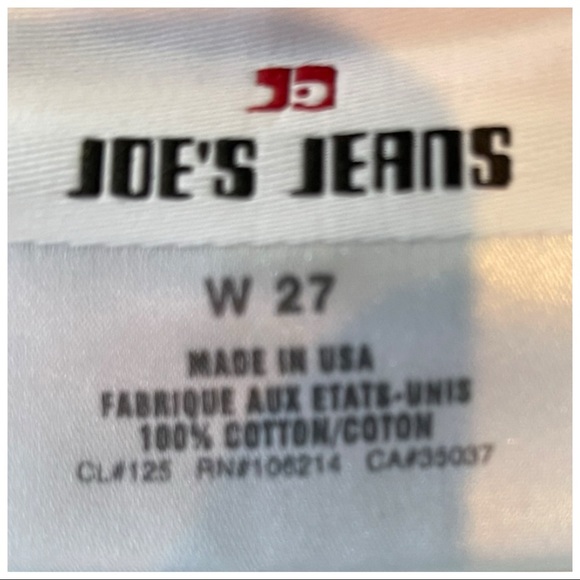 JOE'S JEANS
W 27
MADE IN USA
FABRIQUE AUX ETATS-UNIS
100% COTTON/COTON
CL#125 RN#106214 CA#35037